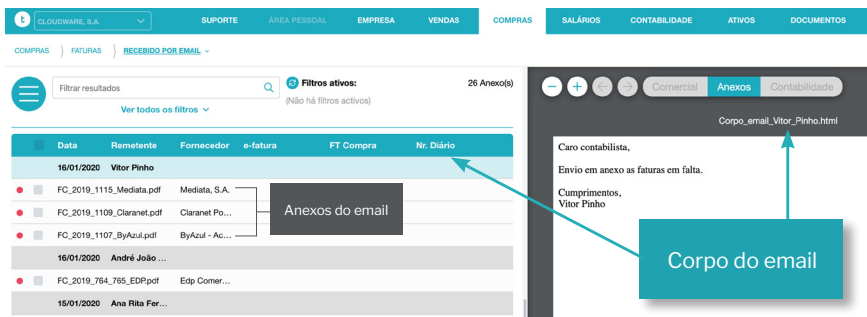 t CLOUDWARE, S.A. SUPORTE ÁREA PESSOAL EMPRESA VENDAS COMPRAS SALÁRIOS CONTABILIDADE ATIVOS DOCUMENTOS
COMPRAS FATURAS RECEBIDO POR EMAIL
Filtrar resultados
Ver todos os filtros
Filtros ativos: 26 Anexo(s)
(Não há filtros activos)
Comercial Anexos Contabilidade
Corpo_email_Vitor_Pinho.html
Data Remetente Fornecedor e-fatura FT Compra Nr. Diário
16/01/2020 Vitor Pinho
FC_2019_1115_Mediata.pdf Mediata, S.A.
FC_2019_1109_Claranet.pdf Claranet Po...
FC_2019_1107_ByAzul.pdf ByAzul - Ac...
16/01/2020 André João ...
FC_2019_764_765_EDP.pdf Edp Comer...
15/01/2020 Ana Rita Fer...
Anexos do email
Caro contabilista,
Envio em anexo as faturas em falta.
Cumprimentos,
Vitor Pinho
Corpo do email